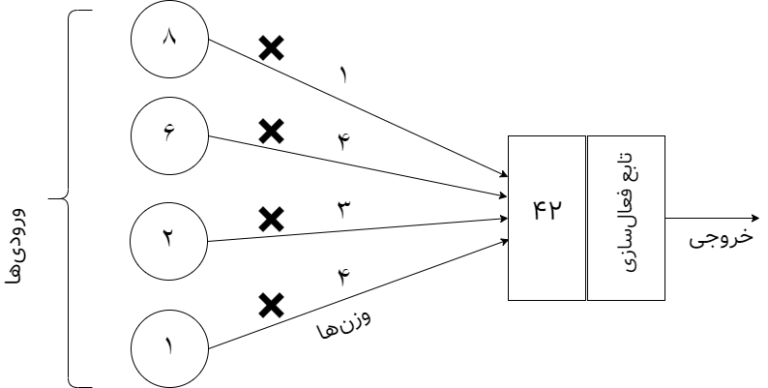 ورودی‌ها
۸
۱
۶
۴
۲
۳
۱
۴
وزن‌ها
۴۲
تابع فعال‌سازی
خروجی